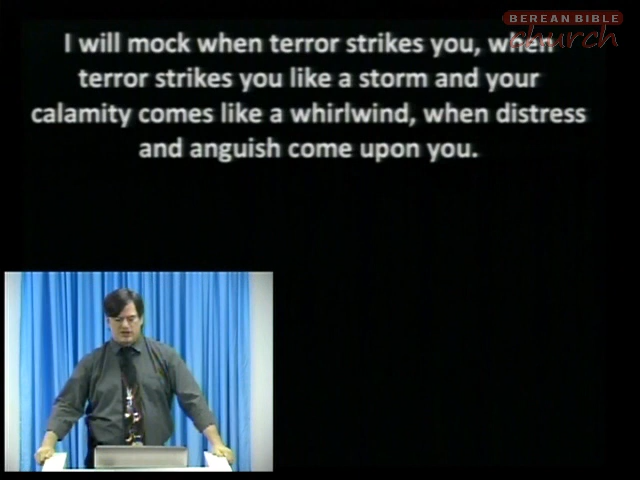 BEREAN BIBLE
church
I will mock when terror strikes you, when
terror strikes you like a storm and your
calamity comes like a whirlwind, when distress
and anguish come upon you.